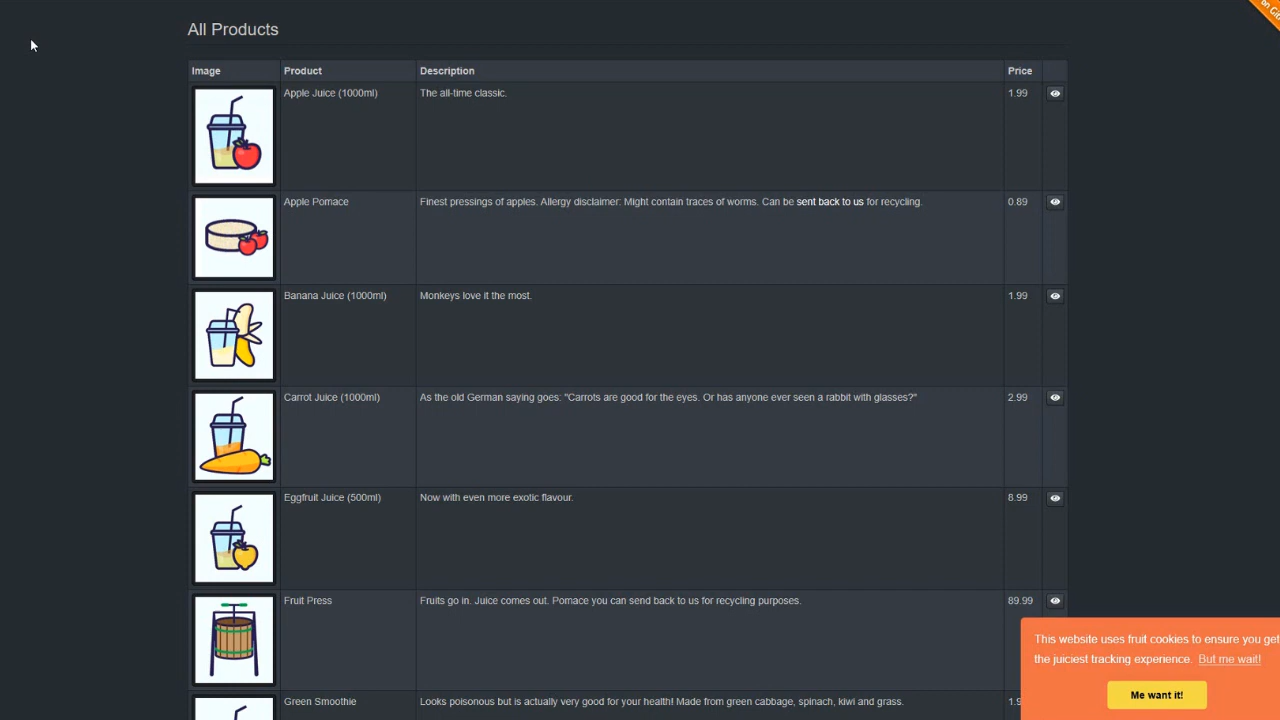 on Git
All Products
Image Product Description Price
Apple Juice (1000ml) The all-time classic. 1.99
Apple Pomace Finest pressings of apples. Allergy disclaimer: Might contain traces of worms. Can be sent back to us for recycling. 0.89
Banana Juice (1000ml) Monkeys love it the most. 1.99
Carrot Juice (1000ml) As the old German saying goes: "Carrots are good for the eyes. Or has anyone ever seen a rabbit with glasses?" 2.99
Eggfruit Juice (500ml) Now with even more exotic flavour. 8.99
Fruit Press Fruits go in. Juice comes out. Pomace you can send back to us for recycling purposes. 89.99
Green Smoothie Looks poisonous but is actually very good for your health! Made from green cabbage, spinach, kiwi and grass.
This website uses fruit cookies to ensure you get
the juiciest tracking experience. But me wait!
Me want it!